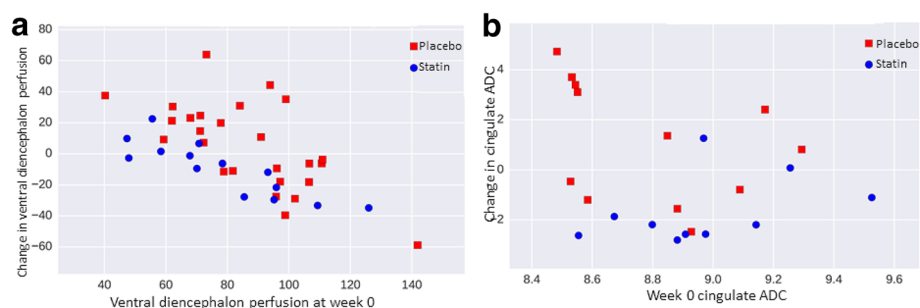 a
80
60
40
20
0
−20
−40
−60
Change in ventral diencephalon perfusion
Placebo
Statin
40
60
80
100
120
140
Ventral diencephalon perfusion at week 0
b
4
2
0
-2
Change in cingulate ADC
Placebo
Statin
8.4
8.6
8.8
9.0
9.2
9.4
9.6
Week 0 cingulate ADC